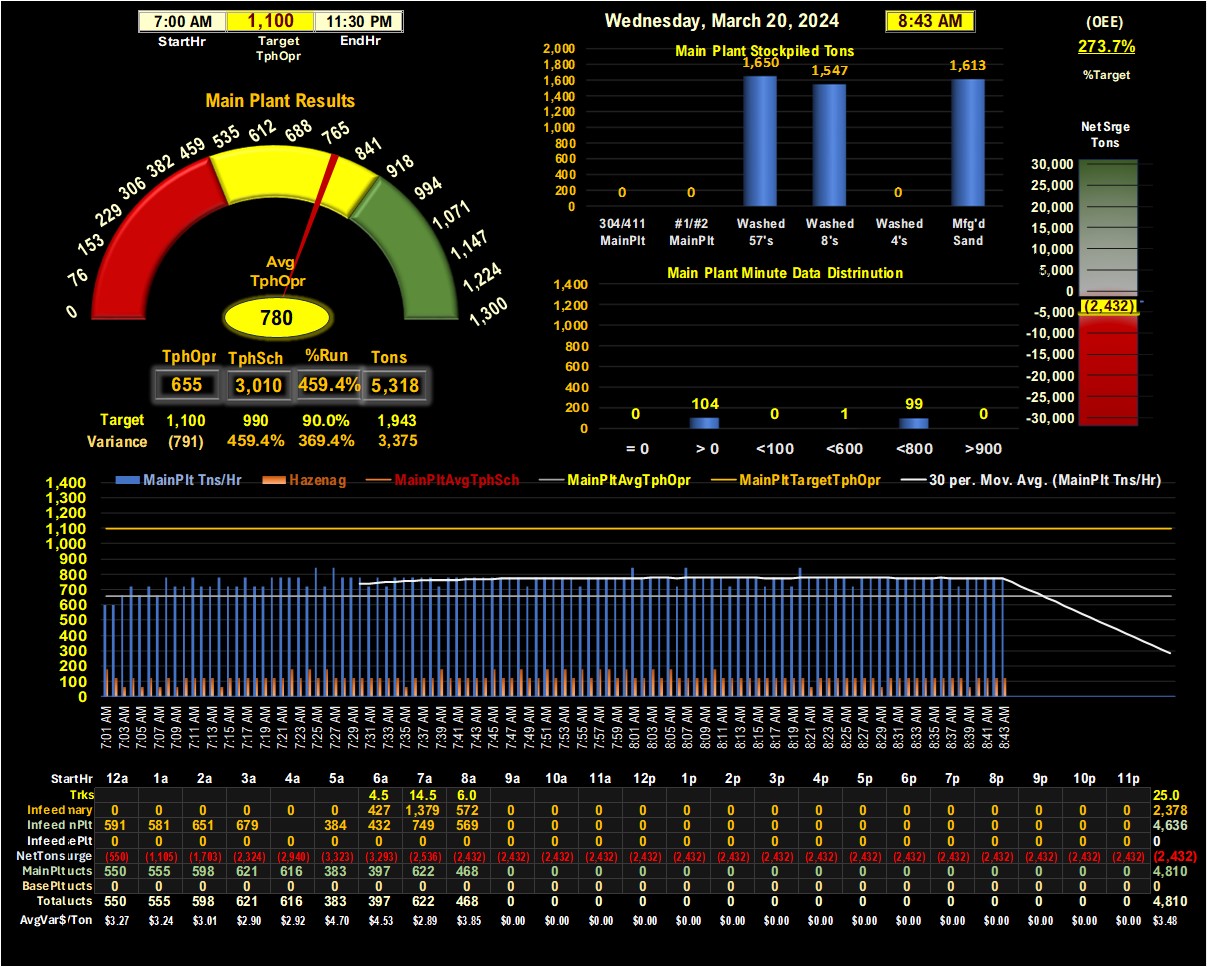 7:00 AM 1,100 11:30 PM
StartHr Target EndHr
TphOpr
Wednesday, March 20, 2024 8:43 AM
(OEE)
273.7%
%Target
Main Plant Results
0 76 153 229 306 382 459 535 612 688 765 841 918 994 1,071 1,147 1,224 1,300
Avg
TphOpr
780
TphOpr TphSch %Run Tons
655 3,010 459.4% 5,318
Target 1,100 990 90.0% 1,943
Variance (791) 459.4% 369.4% 3,375
Main Plant Stockpiled Tons
2,000
1,800
1,600
1,400
1,200
1,000
800
600
400
200
0
0 0 1,650 1,547 0 1,613
304/411 #1/#2 Washed Washed Washed Mfg'd
MainPlt MainPlt 57's 8's 4's Sand
Main Plant Minute Data Distrinution
1,400
1,200
1,000
800
600
400
200
0
0 104 0 1 99 0
= 0 > 0 <100 <600 <800 >900
Net Srge
Tons
30,000
25,000
20,000
15,000
10,000
5,000
0
(2,432)
-5,000
-10,000
-15,000
-20,000
-25,000
-30,000
MainPlt Tns/Hr Hazenag MainPltAvgTphSch MainPltAvgTphOpr MainPltTargetTphOpr 30 per. Mov. Avg. (MainPlt Tns/Hr)
1,400
1,300
1,200
1,100
1,000
900
800
700
600
500
400
300
200
100
0
7:01 AM 7:03 AM 7:05 AM 7:07 AM 7:09 AM 7:11 AM 7:13 AM 7:15 AM 7:17 AM 7:19 AM 7:21 AM 7:23 AM 7:25 AM 7:27 AM 7:29 AM 7:31 AM 7:33 AM 7:35 AM 7:37 AM 7:39 AM 7:41 AM 7:43 AM 7:45 AM 7:47 AM 7:49 AM 7:51 AM 7:53 AM 7:55 AM 7:57 AM 7:59 AM 8:01 AM 8:03 AM 8:05 AM 8:07 AM 8:09 AM 8:11 AM 8:13 AM 8:15 AM 8:17 AM 8:19 AM 8:21 AM 8:23 AM 8:25 AM 8:27 AM 8:29 AM 8:31 AM 8:33 AM 8:35 AM 8:37 AM 8:39 AM 8:41 AM 8:43 AM
StartHr 12a 1a 2a 3a 4a 5a 6a 7a 8a 9a 10a 11a 12p 1p 2p 3p 4p 5p 6p 7p 8p 9p 10p 11p
Trks 4.5 14.5 6.0 25.0
Infeed nary 0 0 0 0 0 0 427 1,379 572 0 0 0 0 0 0 0 0 0 0 0 0 0 0 0 2,378
Infeed nPlt 591 581 651 679 384 432 749 569 0 0 0 0 0 0 0 0 0 0 0 0 0 0 0 4,636
Infeed ePlt 0 0 0 0 0 0 0 0 0 0 0 0 0 0 0 0 0 0 0 0 0 0 0 0 0
NetTons urge (550) (1,105) (1,703) (2,324) (2,940) (3,323) (3,293) (2,536) (2,432) (2,432) (2,432) (2,432) (2,432) (2,432) (2,432) (2,432) (2,432) (2,432) (2,432) (2,432) (2,432) (2,432) (2,432) (2,432) (2,432)
MainPlt ucts 550 555 598 621 616 383 397 622 468 0 0 0 0 0 0 0 0 0 0 0 0 0 0 0 4,810
BasePlt ucts 0 0 0 0 0 0 0 0 0 0 0 0 0 0 0 0 0 0 0 0 0 0 0 0 0
Total ucts 550 555 598 621 616 383 397 622 468 0 0 0 0 0 0 0 0 0 0 0 0 0 0 0 4,810
AvgVar$/Ton $3.27 $3.24 $3.01 $2.90 $2.92 $4.70 $4.53 $2.89 $3.85 $0.00 $0.00 $0.00 $0.00 $0.00 $0.00 $0.00 $0.00 $0.00 $0.00 $0.00 $0.00 $0.00 $0.00 $0.00 $3.48